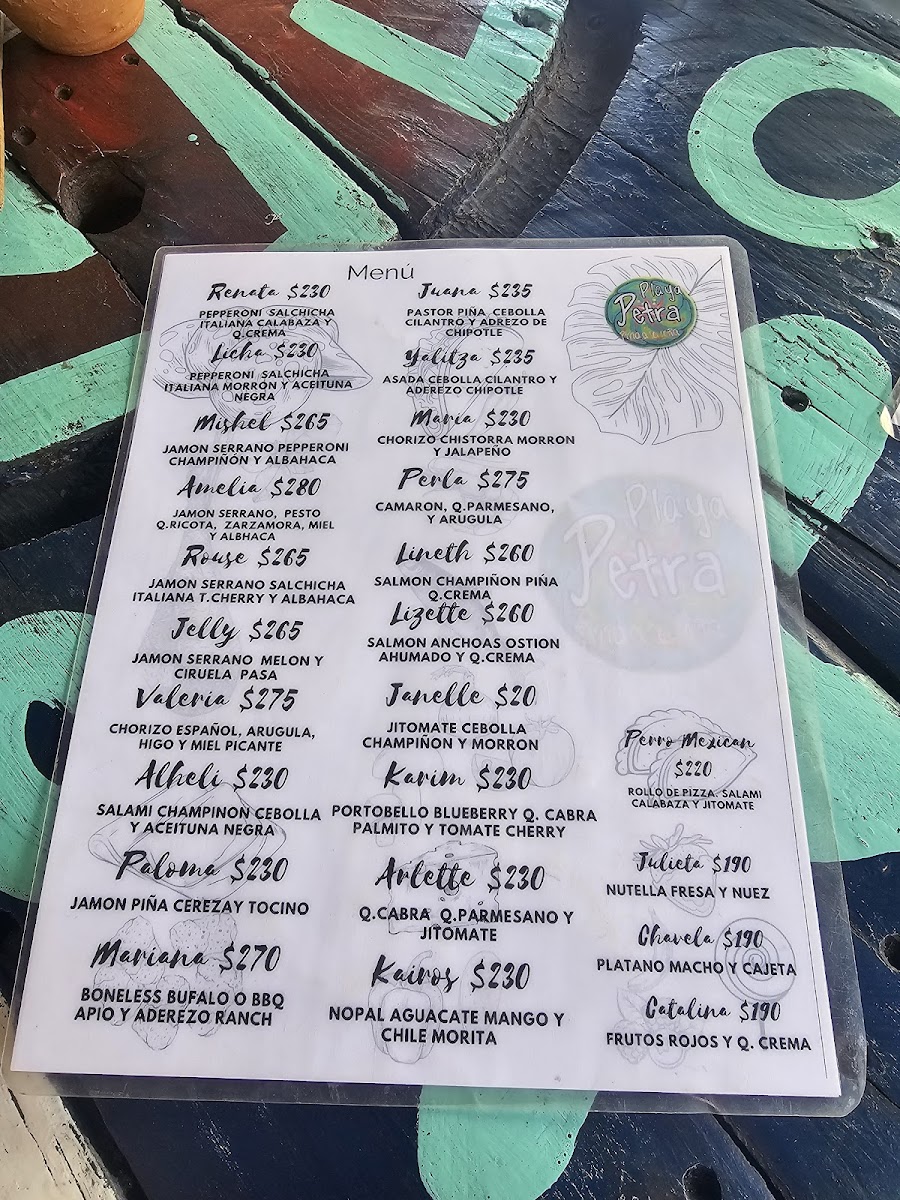 Menú
Renata $230
PEPPERONI SALCHICHA
ITALIANA CALABAZA Y
Q.CREMA
Licha $230
PEPPERONI SALCHICHA
ITALIANA MORRON Y ACEITUNA
NEGRA
Mishel $265
JAMON SERRANO PEPPERONI
CHAMPIÑÓN Y ALBAHACA
Amelia $280
JAMON SERRANO, PESTO
Q.RICOTA, ZARZAMORA, MIEL
Y ALBHACA
Rouse $265
JAMON SERRANO SALCHICHA
ITALIANA T.CHERRY Y ALBAHACA
Jelly $265
JAMON SERRANO MELON Y
CIRUELA PASA
Valeria $275
CHORIZO ESPAÑOL, ARUGULA,
HIGO Y MIEL PICANTE
Alheli $230
SALAMI CHAMPINON CEBOLLA
Y ACEITUNA NEGRA
Paloma $230
JAMON PIÑA CEREZAY TOCINO
Mariana $270
BONELESS BUFALO O BBQ
APIO Y ADEREZO RANCH
Juana $235
PASTOR PIÑA CEBOLLA
CILANTRO Y ADREZO DE
CHIPOTLE
Yalitza $235
ASADA CEBOLLA CILANTRO Y
ADEREZO CHIPOTLE
Maria $230
CHORIZO CHISTORRA MORRON
Y JALAPEÑO
Perla $275
CAMARON, Q.PARMESANO,
Y ARUGULA
Lineth $260
SALMON CHAMPIÑON PIÑA
Q.CREMA
Lizette $260
SALMON ANCHOAS OSTION
AHUMADO Y Q.CREMA
Janelle $20
JITOMATE CEBOLLA
CHAMPIÑON Y MORRON
Karim $230
PORTOBELLO BLUEBERRY Q. CABRA
PALMITO Y TOMATE CHERRY
Arlette $230
Q.CABRA Q.PARMESANO Y
JITOMATE
Kairos $230
NOPAL AGUACATE MANGO Y
CHILE MORITA
Playa
Petra
Playa
Petra
Perro Mexican
$220
ROLLO DE PIZZA. SALAMI
CALABAZA Y JITOMATE
Julieta $190
NUTELLA FRESA Y NUEZ
Chavela $190
PLATANO MACHO Y CAJETA
Catalina $190
FRUTOS ROJOS Y Q. CREMA